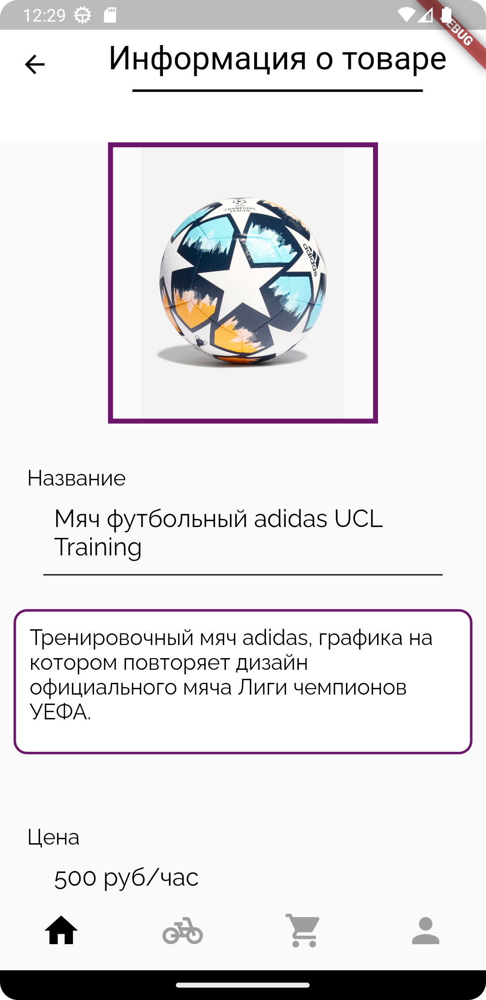 12:29
DEBUG
Информация о товаре
CHAMPIONS
LEAGUE
adidas
Название
Мяч футбольный adidas UCL
Training
Тренировочный мяч adidas, графика на
котором повторяет дизайн
официального мяча Лиги чемпионов
УЕФА.
Цена
500 руб/час